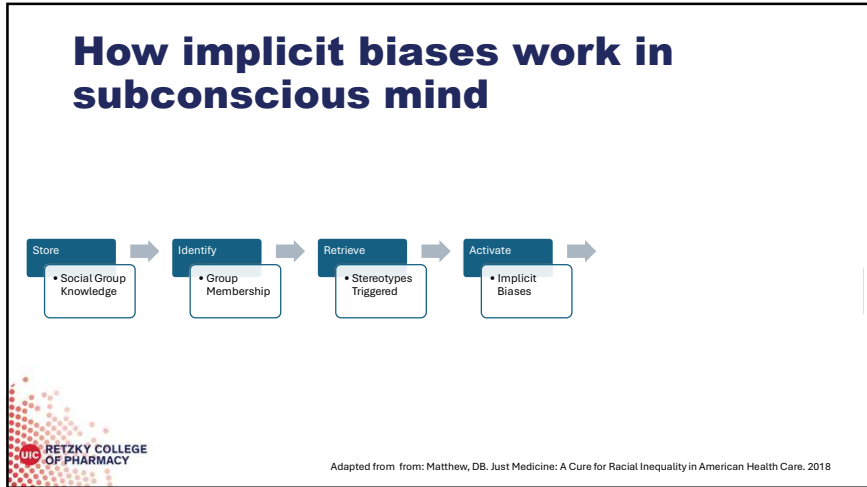 How implicit biases work in
subconscious mind
Store
• Social Group
Knowledge
Identify
• Group
Membership
Retrieve
• Stereotypes
Triggered
Activate
• Implicit
Biases
UIC RETZKY COLLEGE
OF PHARMACY
Adapted from from: Matthew, DB. Just Medicine: A Cure for Racial Inequality in American Health Care. 2018